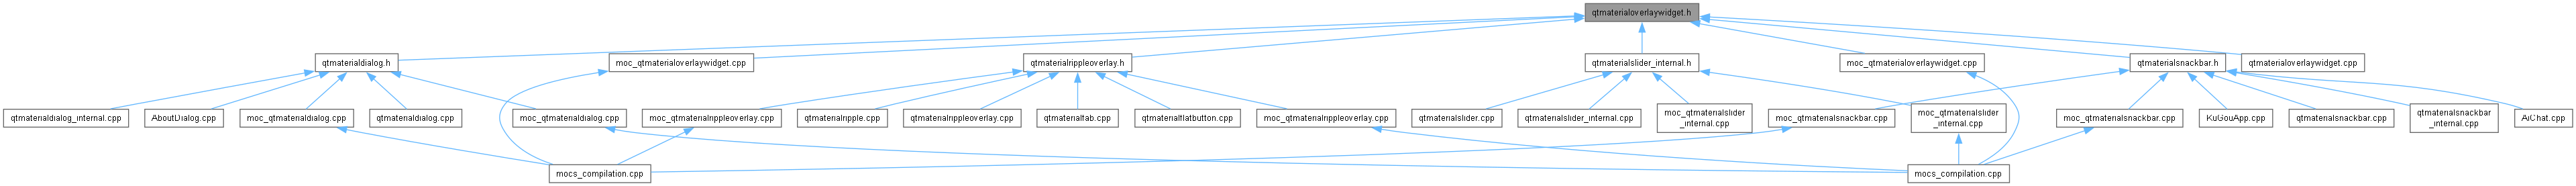 qtmaterialoverlaywidget.h
qtmaterialdialog.h
moc_qtmaterialoverlaywidget.cpp
qtmaterialrippleoverlay.h
qtmaterialslider_internal.h
moc_qtmaterialoverlaywidget.cpp
qtmaterialsnackbar.h
qtmaterialoverlaywidget.cpp
qtmaterialdialog_internal.cpp
AboutDialog.cpp
moc_qtmaterialdialog.cpp
qtmaterialdialog.cpp
moc_qtmaterialdialog.cpp
moc_qtmaterialrippleoverlay.cpp
qtmaterialripple.cpp
qtmaterialrippleoverlay.cpp
qtmaterialfab.cpp
qtmaterialflatbutton.cpp
moc_qtmaterialrippleoverlay.cpp
qtmaterialslider.cpp
qtmaterialslider_internal.cpp
moc_qtmaterialslider
_internal.cpp
moc_qtmaterialsnackbar.cpp
moc_qtmaterialslider
_internal.cpp
moc_qtmaterialsnackbar.cpp
KuGouApp.cpp
qtmaterialsnackbar.cpp
qtmaterialsnackbar
_internal.cpp
AiChat.cpp
mocs_compilation.cpp
mocs_compilation.cpp